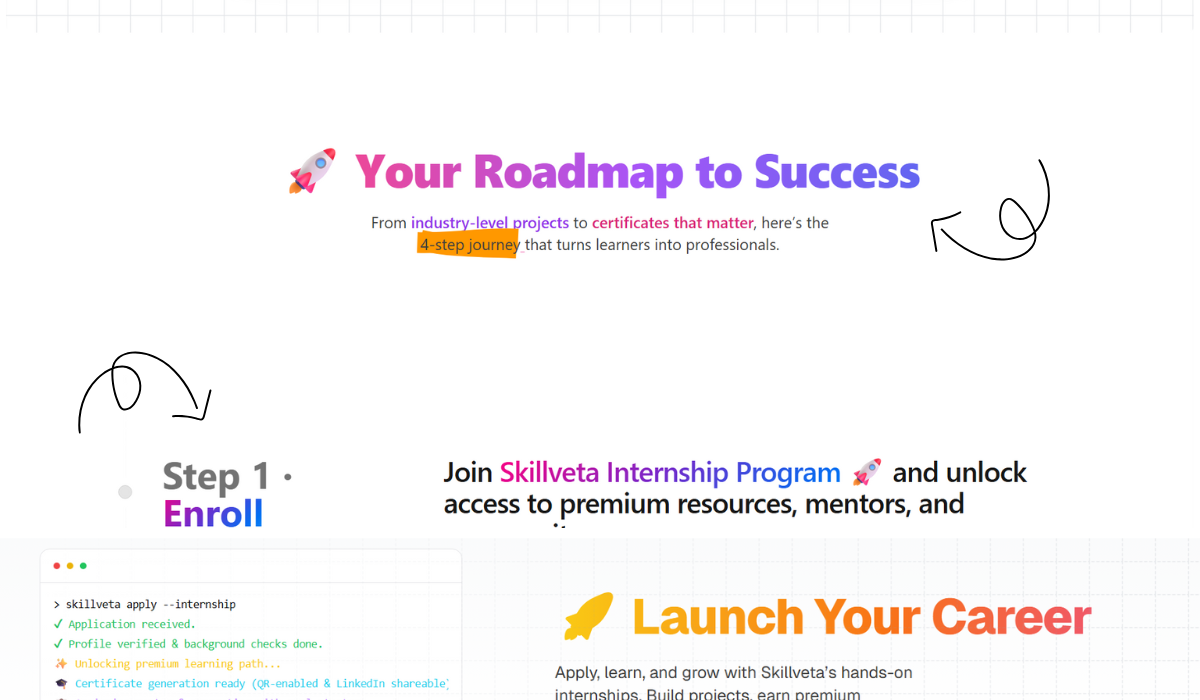 🚀 Your Roadmap to Success
From industry-level projects to certificates that matter, here’s the
4-step journey that turns learners into professionals.
Step 1 ·
Enroll
Join Skillveta Internship Program 🚀 and unlock
access to premium resources, mentors, and
> skillveta apply --internship
✓ Application received.
✓ Profile verified & background checks done.
✨ Unlocking premium learning path...
🎓 Certificate generation ready (QR-enabled & LinkedIn shareable)
Launch Your Career
Apply, learn, and grow with Skillveta’s hands-on
internships. Build projects, earn premium